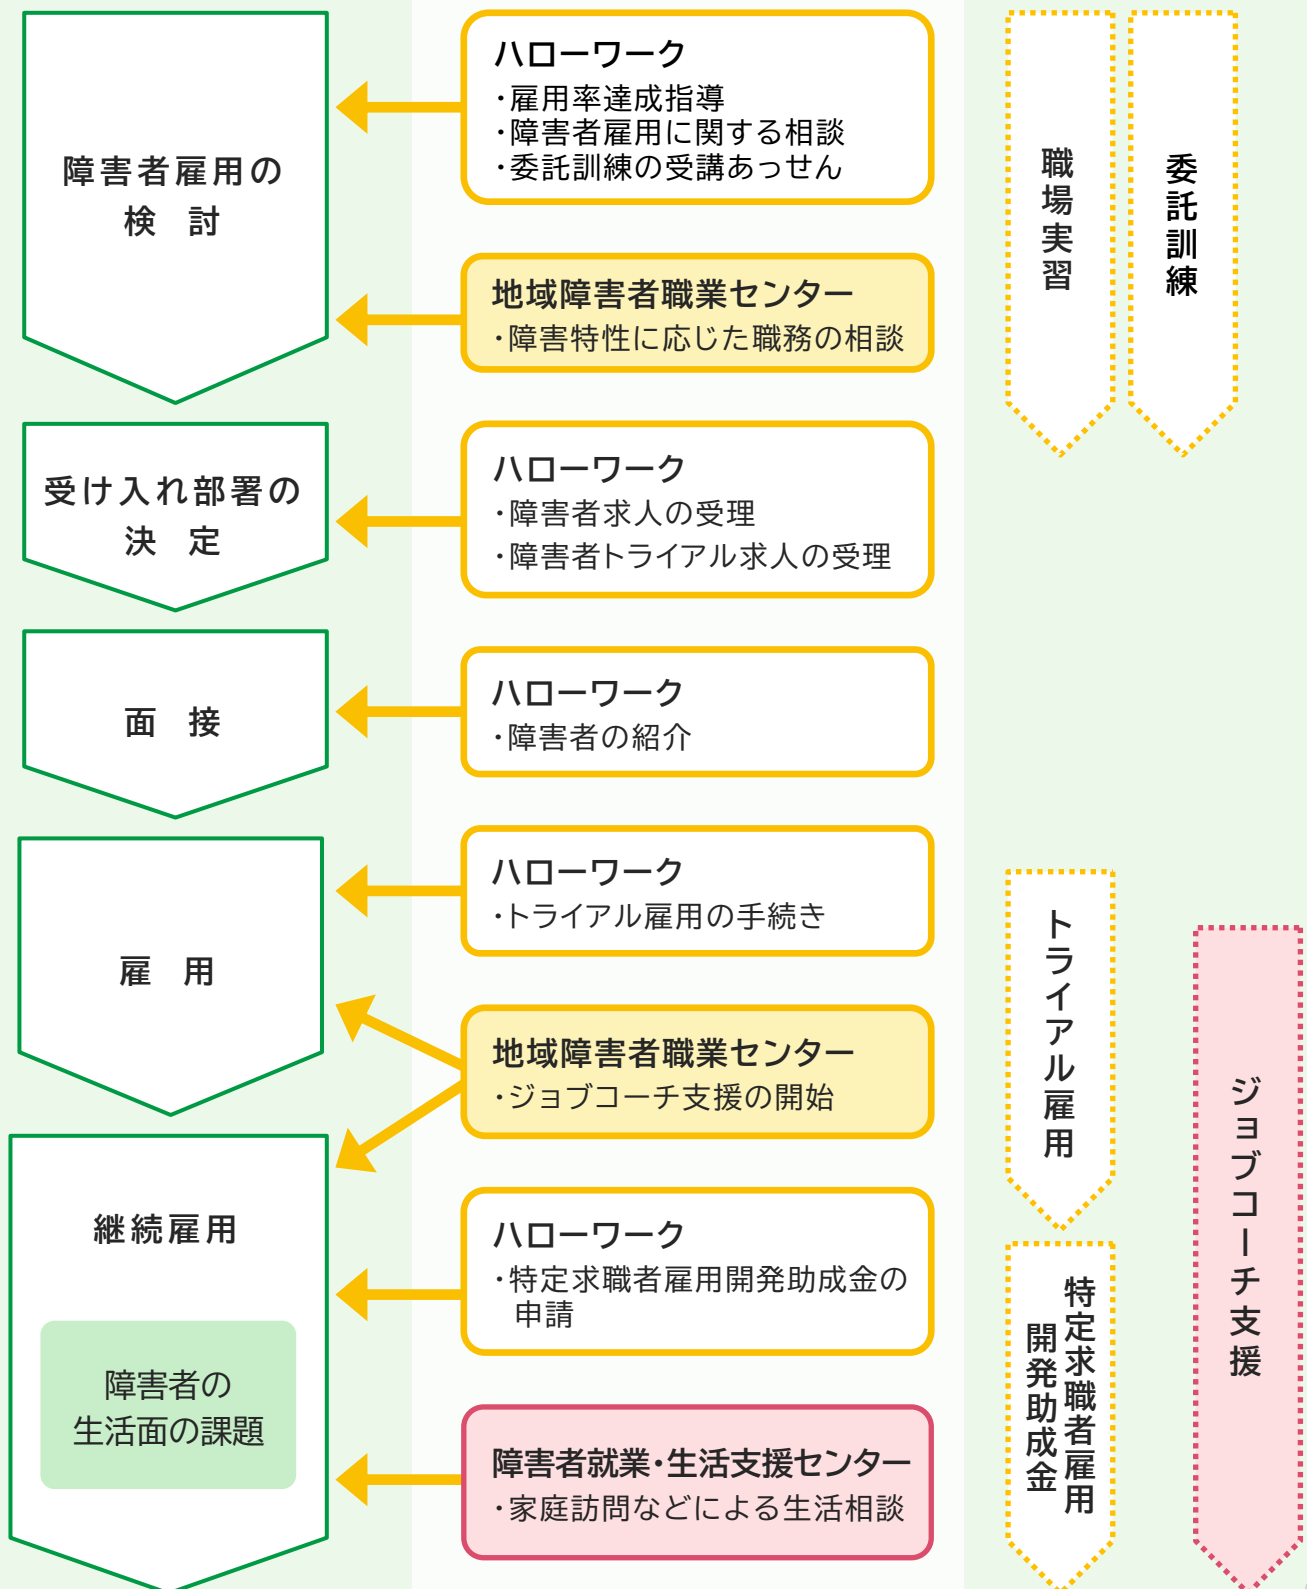 障害者雇用の
検　討
ハローワーク
・雇用率達成指導
・障害者雇用に関する相談
・委託訓練の受講あっせん
地域障害者職業センター
・障害特性に応じた職務の相談
職場実習
委託訓練
受け入れ部署の
決　定
ハローワーク
・障害者求人の受理
・障害者トライアル求人の受理
面　接
ハローワーク
・障害者の紹介
雇　用
ハローワーク
・トライアル雇用の手続き
地域障害者職業センター
・ジョブコーチ支援の開始
トライアル雇用
ジョブコーチ支援
継続雇用
障害者の
生活面の課題
ハローワーク
・特定求職者雇用開発助成金の
申請
障害者就業・生活支援センター
・家庭訪問などによる生活相談
特定求職者雇用
開発助成金